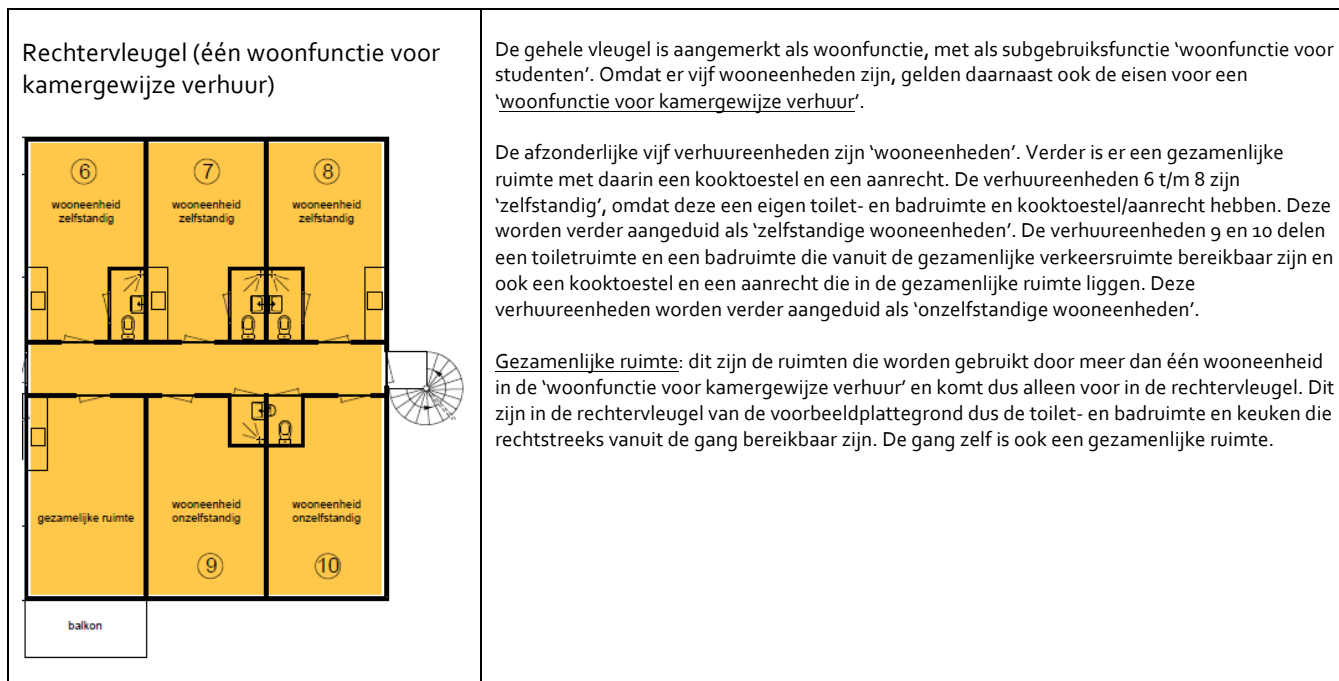 Rechtervleugel (één woonfunctie voor
kamergewijze verhuur)
6
7
8
wooneenheid
zelfstandig
wooneenheid
zelfstandig
wooneenheid
zelfstandig
gezamelijke ruimte
wooneenheid
onzelfstandig
wooneenheid
onzelfstandig
9
10
balkon
De gehele vleugel is aangemerkt als woonfunctie, met als subgebruiksfunctie ‘woonfunctie voor
studenten’. Omdat er vijf wooneenheden zijn, gelden daarnaast ook de eisen voor een
‘woonfunctie voor kamergewijze verhuur’.
De afzonderlijke vijf verhuureenheden zijn ‘wooneenheden’. Verder is er een gezamenlijke
ruimte met daarin een kooktoestel en een aanrecht. De verhuureenheden 6 t/m 8 zijn
‘zelfstandig’, omdat deze een eigen toilet- en badruimte en kooktoestel/aanrecht hebben. Deze
worden verder aangeduid als ‘zelfstandige wooneenheden’. De verhuureenheden 9 en 10 delen
een toiletruimte en een badruimte die vanuit de gezamenlijke verkeersruimte bereikbaar zijn en
ook een kooktoestel en een aanrecht die in de gezamenlijke ruimte liggen. Deze
verhuureenheden worden verder aangeduid als ‘onzelfstandige wooneenheden’.
Gezamenlijke ruimte: dit zijn de ruimten die worden gebruikt door meer dan één wooneenheid
in de ‘woonfunctie voor kamergewijze verhuur’ en komt dus alleen voor in de rechtervleugel. Dit
zijn in de rechtervleugel van de voorbeeldplattegrond dus de toilet- en badruimte en keuken die
rechtstreeks vanuit de gang bereikbaar zijn. De gang zelf is ook een gezamenlijke ruimte.